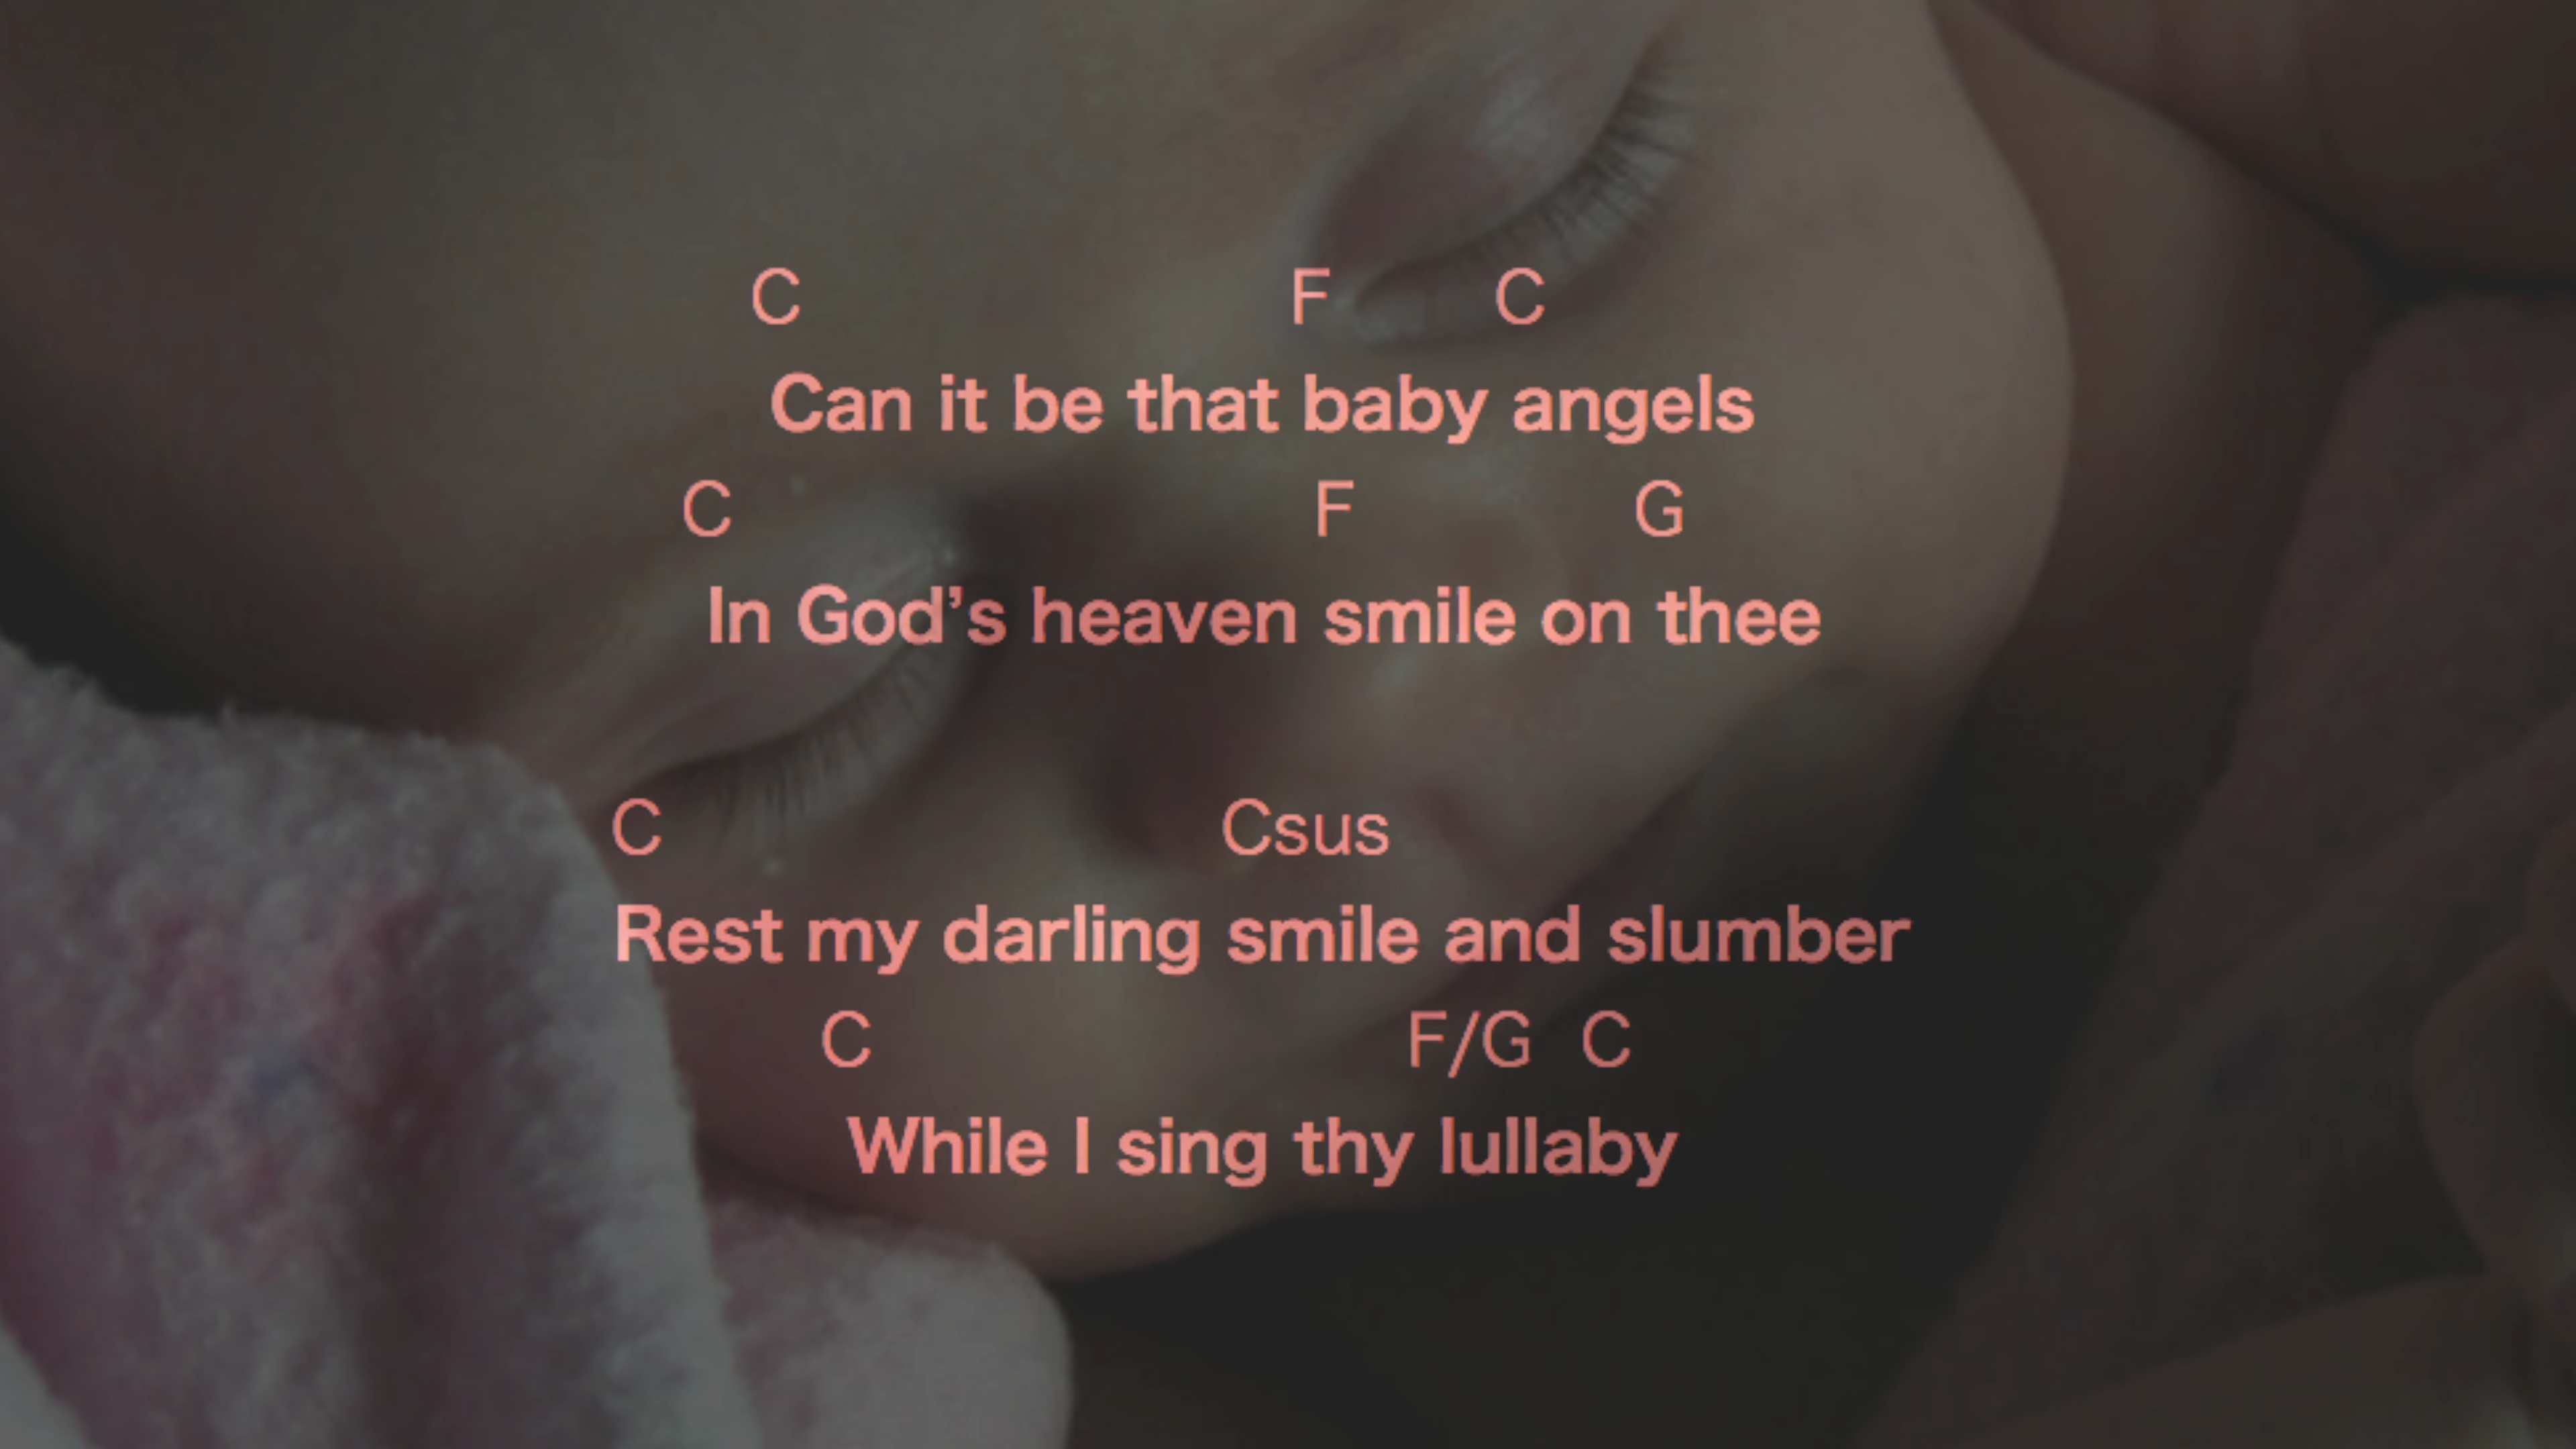 C F C
Can it be that baby angels
C F G
In God’s heaven smile on thee
C Csus
Rest my darling smile and slumber
C F/G C
While I sing thy lullaby